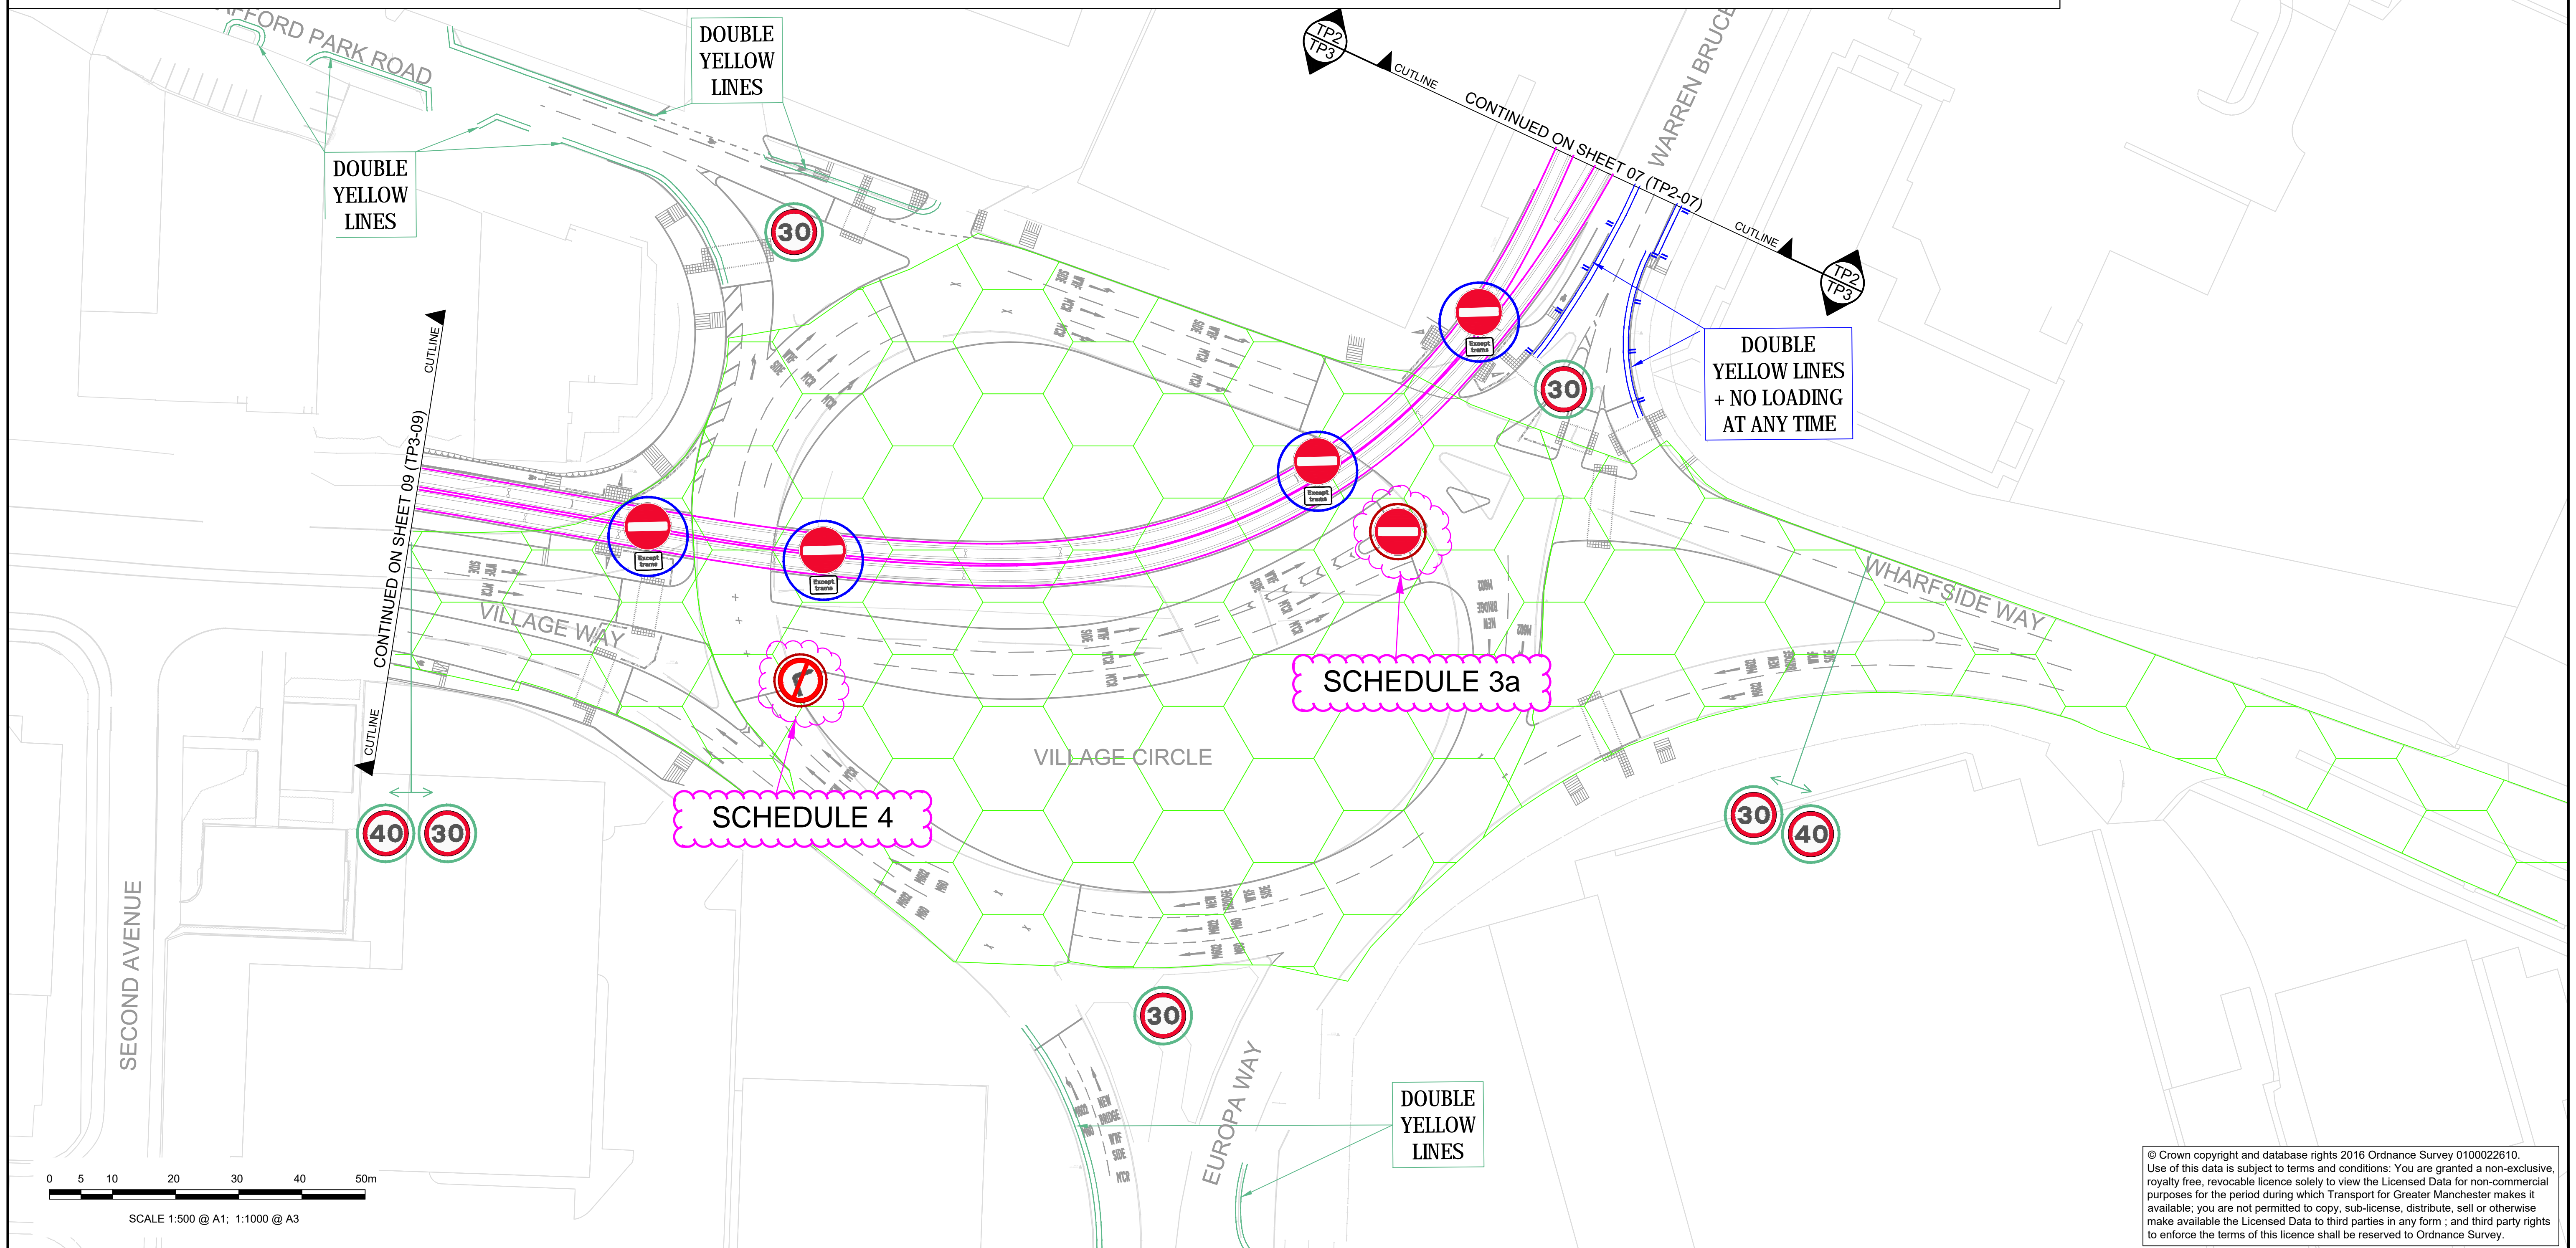 AFFORD PARK ROAD
DOUBLE
YELLOW
LINES
DOUBLE
YELLOW
LINES
30
TP2
TP3
CUTLINE
CONTINUED ON SHEET 07 (TP2-07)
WARREN BRUCE
CUTLINE
TP2
TP3
Except
trams
30
DOUBLE
YELLOW LINES
+ NO LOADING
AT ANY TIME
CUTLINE
CONTINUED ON SHEET 09 (TP3-09)
CUTLINE
Except
trams
Except
trams
Except
trams
VILLAGE WAY
WHARFSIDE WAY
SCHEDULE 3a
VILLAGE CIRCLE
SCHEDULE 4
40
30
30
40
SECOND AVENUE
30
EUROPA WAY
DOUBLE
YELLOW
LINES
NEW
BRIDGE
M602
0 5 10 20 30 40 50m
SCALE 1:500 @ A1; 1:1000 @ A3
© Crown copyright and database rights 2016 Ordnance Survey 0100022610.
Use of this data is subject to terms and conditions: You are granted a non-exclusive,
royalty free, revocable licence solely to view the Licensed Data for non-commercial
purposes for the period during which Transport for Greater Manchester makes it
available; you are not permitted to copy, sub-license, distribute, sell or otherwise
make available the Licensed Data to third parties in any form ; and third party rights
to enforce the terms of this licence shall be reserved to Ordnance Survey.